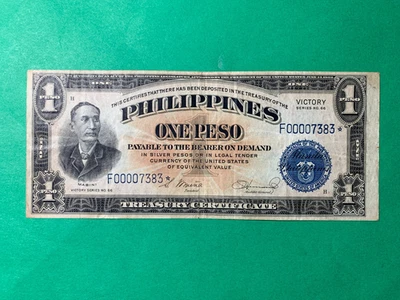 1 PESO
1 PESO
THIS CERTIFIES THAT THERE HAS BEEN DEPOSITED IN THE TREASURY OF THE
PHILIPPINES
VICTORY
SERIES NO. 66
H
ONE PESO
F00007383*
PAYABLE TO THE BEARER ON DEMAND
IN SILVER PESOS OR IN LEGAL TENDER
CURRENCY OF THE UNITED STATES
OF EQUIVALENT VALUE
F00007383*
MABINI
VICTORY SERIES NO. 66
H
1
TREASURY CERTIFICATE
1